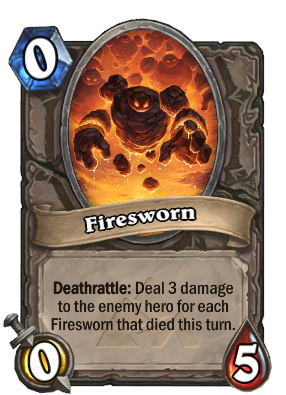 0
Firesworn
Deathrattle: Deal 3 damage
to the enemy hero for each
Firesworn that died this turn.
0
5